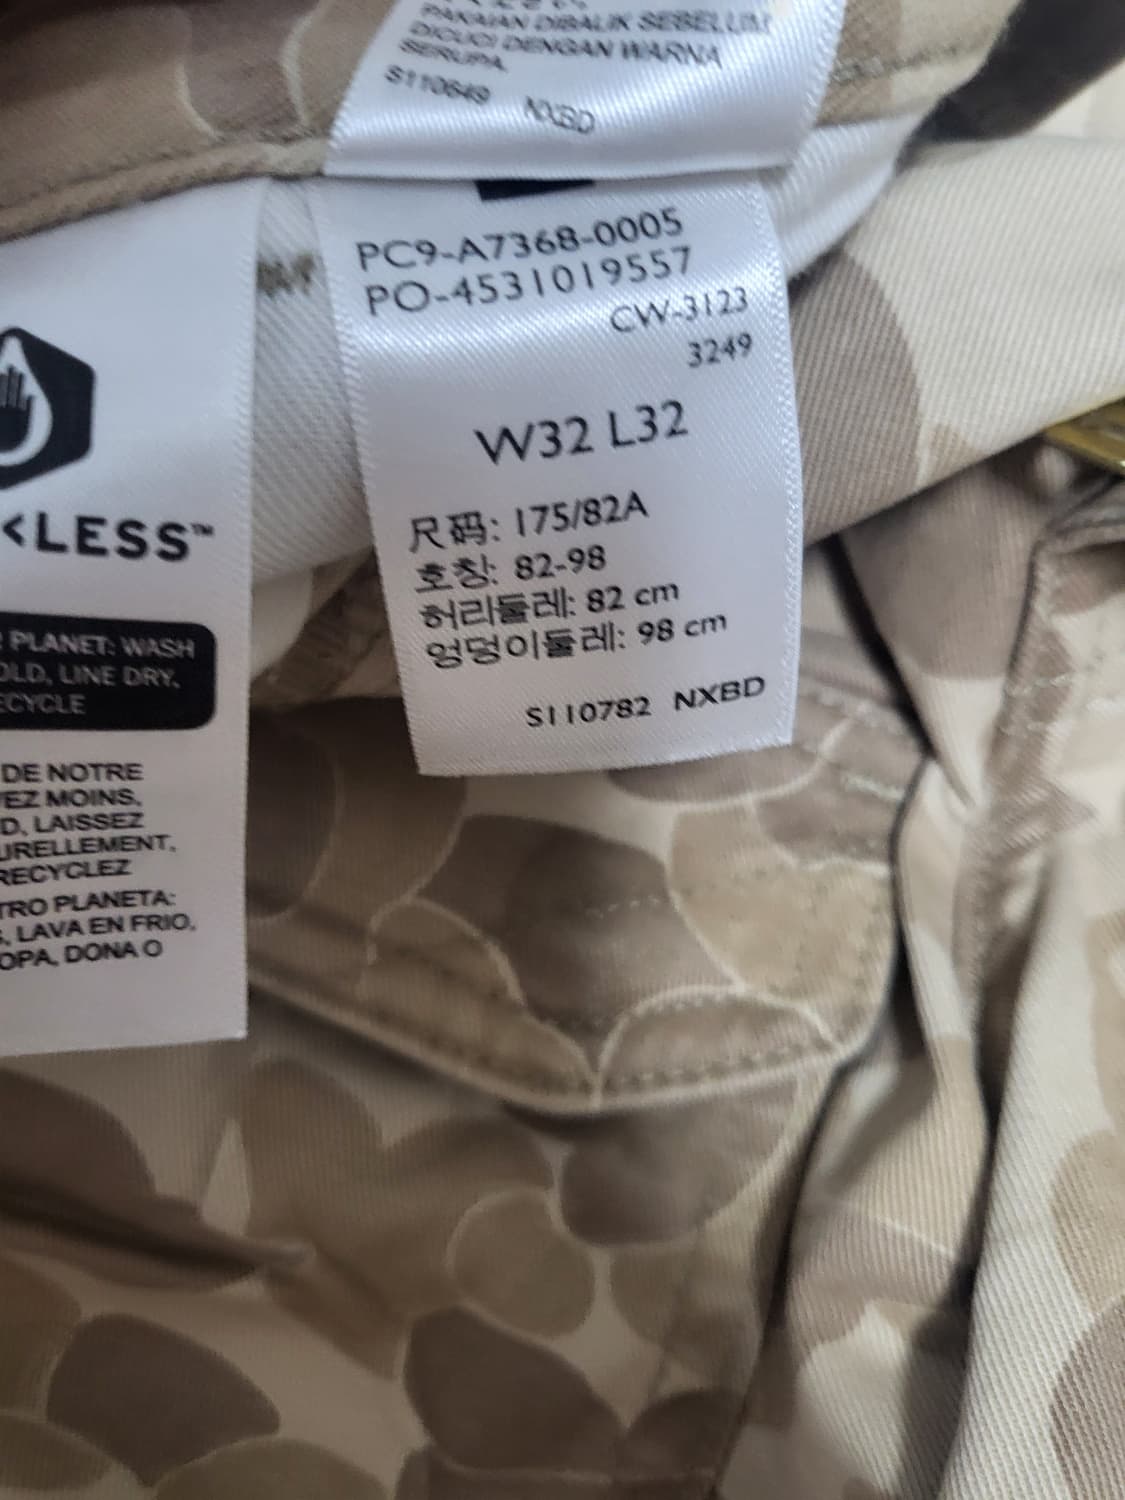 PAKAIAN DIBALIK SEBELUM
DICUCI DENGAN WARNA
SERUPA.
S110649 NXBD
PC9-A7368-0005
PO-4531019557
CW-3123
3249
W32 L32
尺码: 175/82A
호칭: 82-98
허리둘레: 82 cm
엉덩이둘레: 98 cm
S110782 NXBD
<LESS™
PLANET: WASH
OLD, LINE DRY,
ECYCLE
DE NOTRE
EZ MOINS,
D, LAISSEZ
URELLEMENT,
RECYCLEZ
TRO PLANETA:
, LAVA EN FRIO,
OPA, DONA O